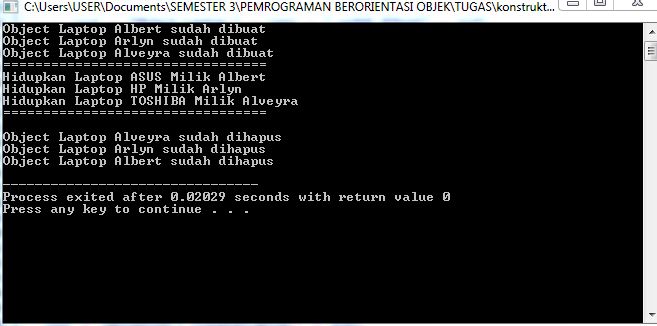 C:\Users\USER\Documents\SEMESTER 3\PEMROGRAMAN BERORIENTASI OBJEK\TUGAS\konstrukt...
Object Laptop Albert sudah dibuat
Object Laptop Arlyn sudah dibuat
Object Laptop Alveyra sudah dibuat
=================================
Hidupkan Laptop ASUS Milik Albert
Hidupkan Laptop HP Milik Arlyn
Hidupkan Laptop TOSHIBA Milik Alveyra
=================================
Object Laptop Alveyra sudah dihapus
Object Laptop Arlyn sudah dihapus
Object Laptop Albert sudah dihapus
--------------------------------
Process exited after 0.02029 seconds with return value 0
Press any key to continue . . .